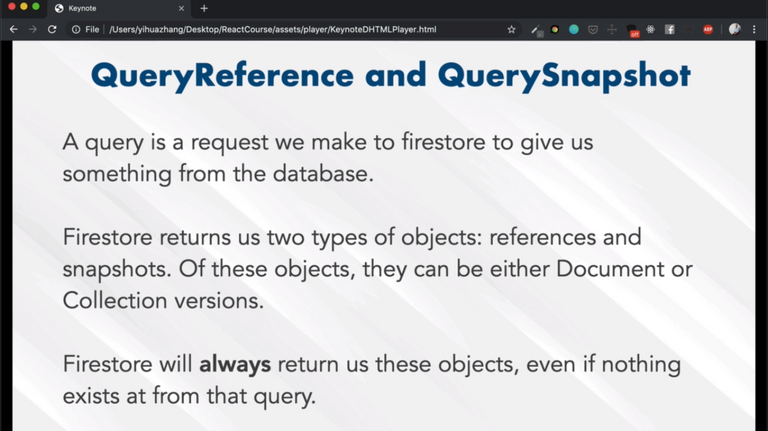 Keynote
File
/Users/yihuazhang/Desktop/ReactCourse/assets/player/KeynoteDHTMLPlayer.html
off
ABP
QueryReference and QuerySnapshot
A query is a request we make to firestore to give us
something from the database.
Firestore returns us two types of objects: references and
snapshots. Of these objects, they can be either Document or
Collection versions.
Firestore will always return us these objects, even if nothing
exists at from that query.